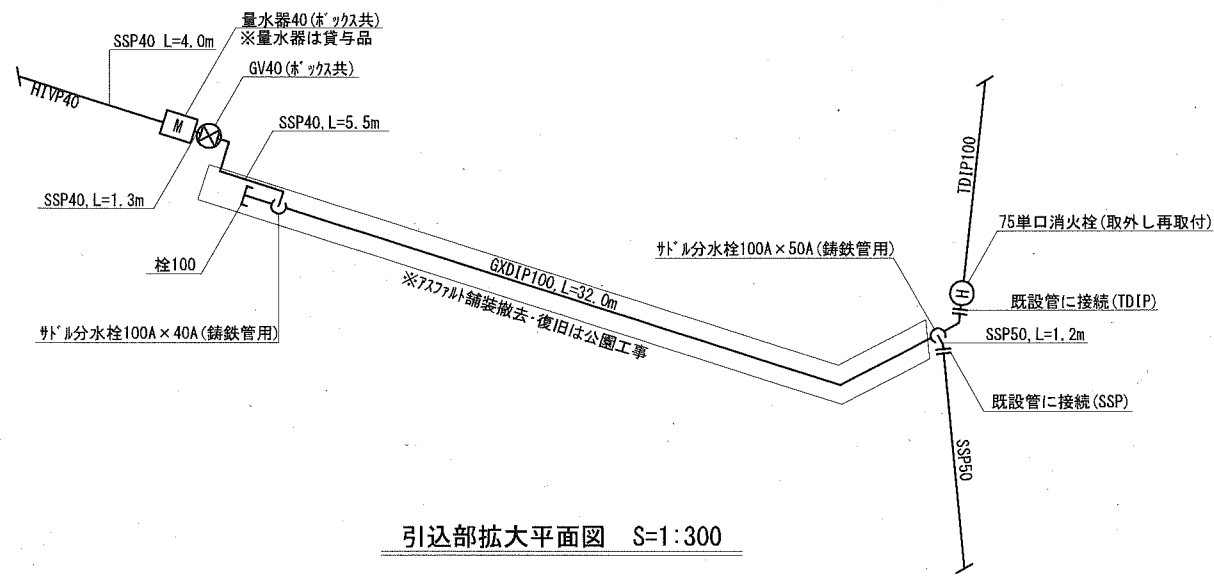 量水器40(ﾎﾞｯｸｽ共)
※量水器は貸与品
SSP40 L=4.0m
GV40(ﾎﾞｯｸｽ共)
HIVP40
M
SSP40, L=5.5m
SSP40, L=1.3m
栓100
ｻﾄﾞﾙ分水栓100A×40A(鋳鉄管用)
GXDIP100, L=32.0m
※ｱｽﾌｧﾙﾄ舗装撤去・復旧は公園工事
TDIP100
75単口消火栓(取外し再取付)
ｻﾄﾞﾙ分水栓100A×50A(鋳鉄管用)
H
既設管に接続(TDIP)
SSP50, L=1.2m
既設管に接続(SSP)
SSP50
引込部拡大平面図 S=1:300